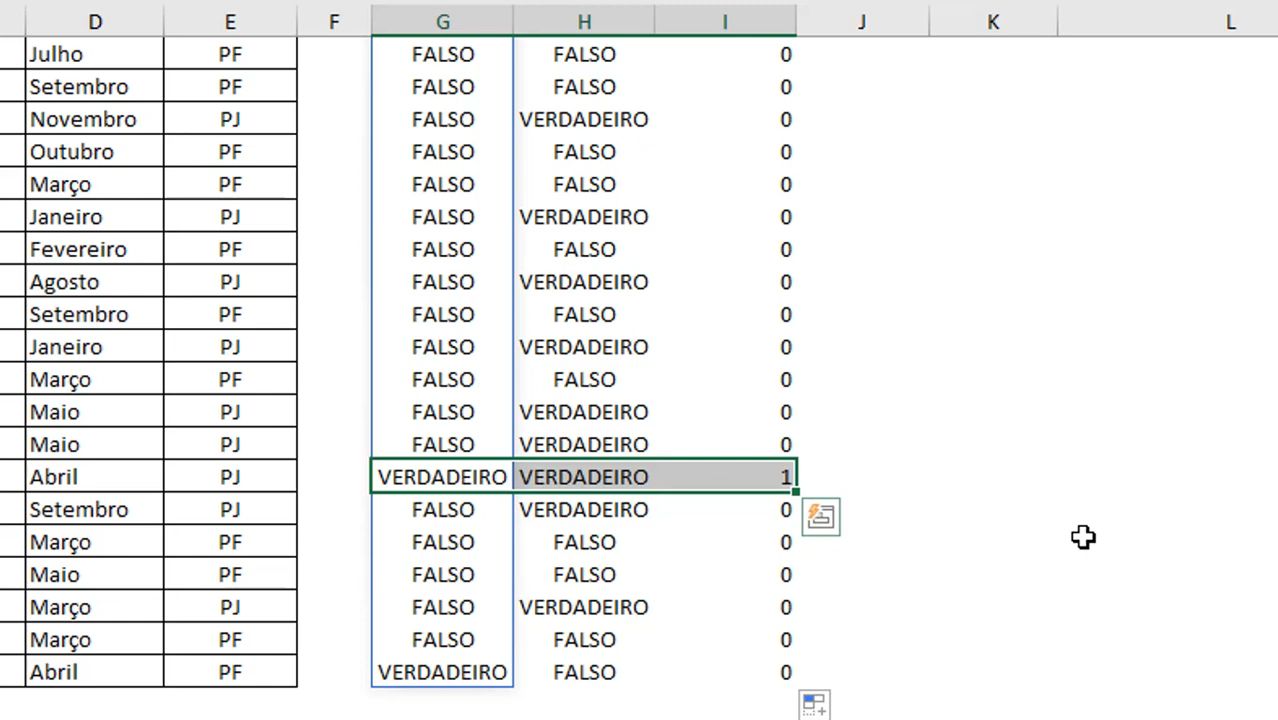 D E F G H I J K L
Julho PF FALSO FALSO 0
Setembro PF FALSO FALSO 0
Novembro PJ FALSO VERDADEIRO 0
Outubro PF FALSO FALSO 0
Março PF FALSO FALSO 0
Janeiro PJ FALSO VERDADEIRO 0
Fevereiro PF FALSO FALSO 0
Agosto PJ FALSO VERDADEIRO 0
Setembro PF FALSO FALSO 0
Janeiro PJ FALSO VERDADEIRO 0
Março PF FALSO FALSO 0
Maio PJ FALSO VERDADEIRO 0
Maio PJ FALSO VERDADEIRO 0
Abril PJ VERDADEIRO VERDADEIRO 1
Setembro PJ FALSO VERDADEIRO 0
Março PF FALSO FALSO 0
Maio PF FALSO FALSO 0
Março PJ FALSO VERDADEIRO 0
Março PF FALSO FALSO 0
Abril PF VERDADEIRO FALSO 0